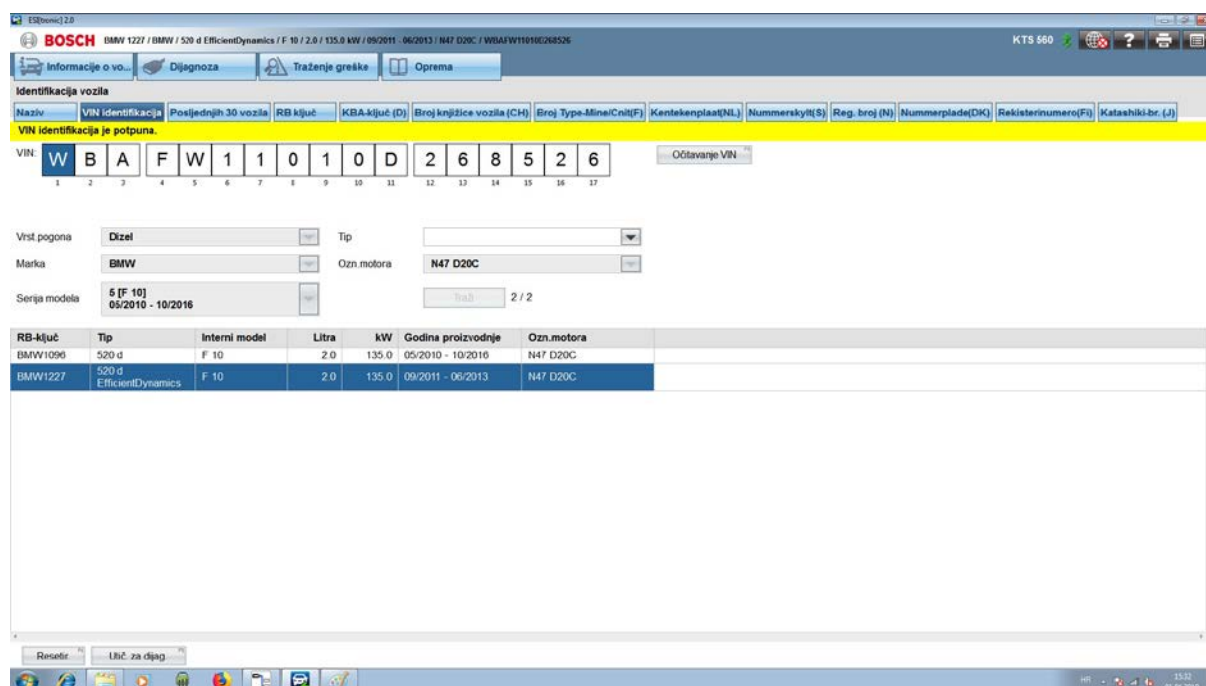 ESI[tronic] 2.0
BOSCH BMW 1227 / BMW / 520 d EfficientDynamics / F 10 / 2.0 / 135.0 kW / 09/2011 - 06/2013 / N47 D20C / WBAFW11010D268526 KTS 560 ?
Informacije o vo... Dijagnoza Traženje greške Oprema
Identifikacija vozila
Naziv VIN identifikacija Posljednjih 30 vozila RB ključ KBA-ključ (D) Broj knjižice vozila (CH) Broj Type-Mine/Cnit(F) Kentekenplaat(NL) Nummerskylt(S) Reg. broj (N) Nummerplade(DK) Rekisterinumero(Fi) Katashiki-br. (J)
VIN identifikacija je potpuna.
VIN: W B A F W 1 1 0 1 0 D 2 6 8 5 2 6 Očitavanje VIN
1 2 3 4 5 6 7 8 9 10 11 12 13 14 15 16 17
Vrst.pogona Dizel Tip
Marka BMW Ozn.motora N47 D20C
Serija modela 5 [F 10]
05/2010 - 10/2016
Traži 2 / 2
RB-ključ Tip Interni model Litra kW Godina proizvodnje Ozn.motora
BMW1096 520 d F 10 2.0 135.0 05/2010 - 10/2016 N47 D20C
BMW1227 520 d EfficientDynamics F 10 2.0 135.0 09/2011 - 06/2013 N47 D20C
Resetir. Utič. za dijag.
HR 15:32